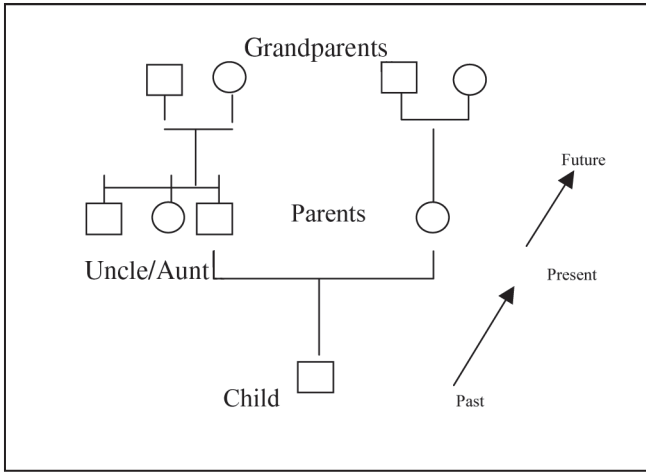 Grandparents
Future
Parents
Uncle/Aunt
Present
Child
Past